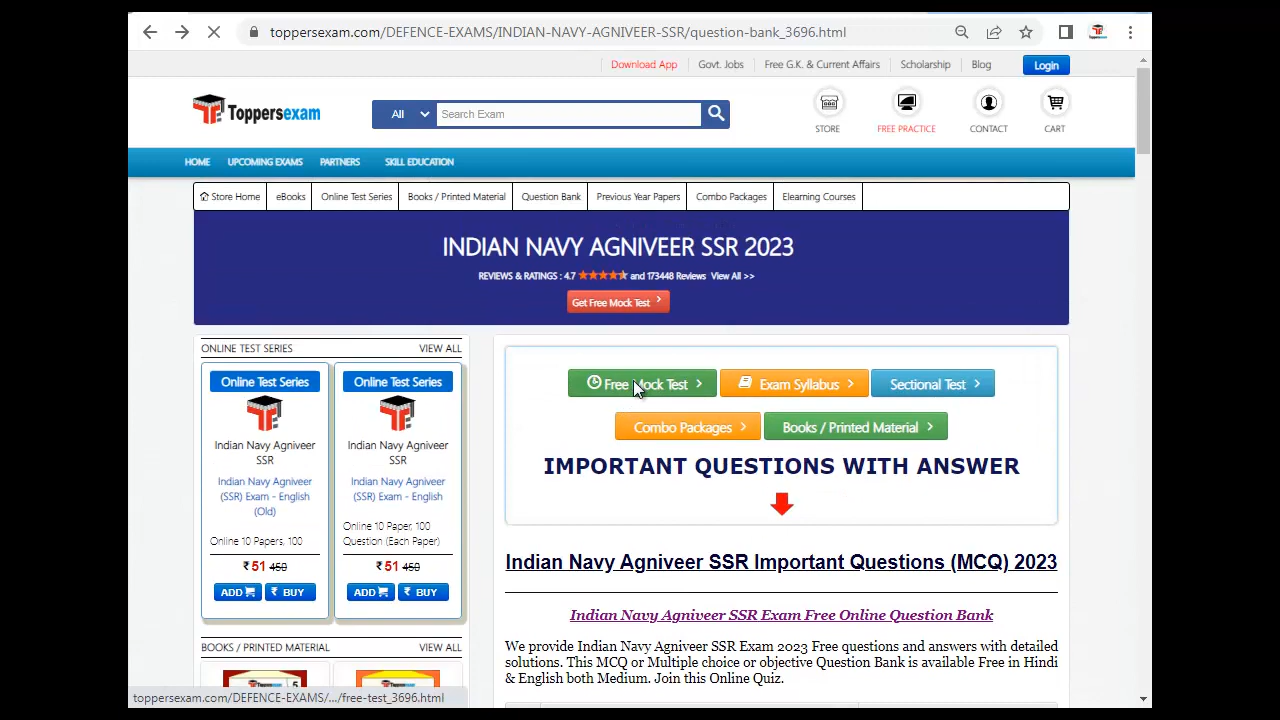 toppersexam.com/DEFENCE-EXAMS/INDIAN-NAVY-AGNIVEER-SSR/question-bank_3696.html
Download App Govt. Jobs Free G.K. & Current Affairs Scholarship Blog Login
Toppersexam All Search Exam
STORE FREE PRACTICE CONTACT CART
HOME UPCOMING EXAMS PARTNERS SKILL EDUCATION
Store Home eBooks Online Test Series Books / Printed Material Question Bank Previous Year Papers Combo Packages Elearning Courses
INDIAN NAVY AGNIVEER SSR 2023
REVIEWS & RATINGS : 4.7 and 173448 Reviews View All >>
Get Free Mock Test
ONLINE TEST SERIES VIEW ALL
Online Test Series
Indian Navy Agniveer
SSR
Indian Navy Agniveer
(SSR) Exam - English
(Old)
Online 10 Papers, 100
₹51 450
ADD ₹ BUY
Online Test Series
Indian Navy Agniveer
SSR
Indian Navy Agniveer
(SSR) Exam - English
Online 10 Paper, 100
Question (Each Paper)
₹51 450
ADD ₹ BUY
BOOKS / PRINTED MATERIAL VIEW ALL
5
Free Mock Test Exam Syllabus Sectional Test
Combo Packages Books / Printed Material
IMPORTANT QUESTIONS WITH ANSWER
Indian Navy Agniveer SSR Important Questions (MCQ) 2023
Indian Navy Agniveer SSR Exam Free Online Question Bank
We provide Indian Navy Agniveer SSR Exam 2023 Free questions and answers with detailed
solutions. This MCQ or Multiple choice or objective Question Bank is available Free in Hindi
& English both Medium. Join this Online Quiz.
toppersexam.com/DEFENCE-EXAMS/.../free-test_3696.html